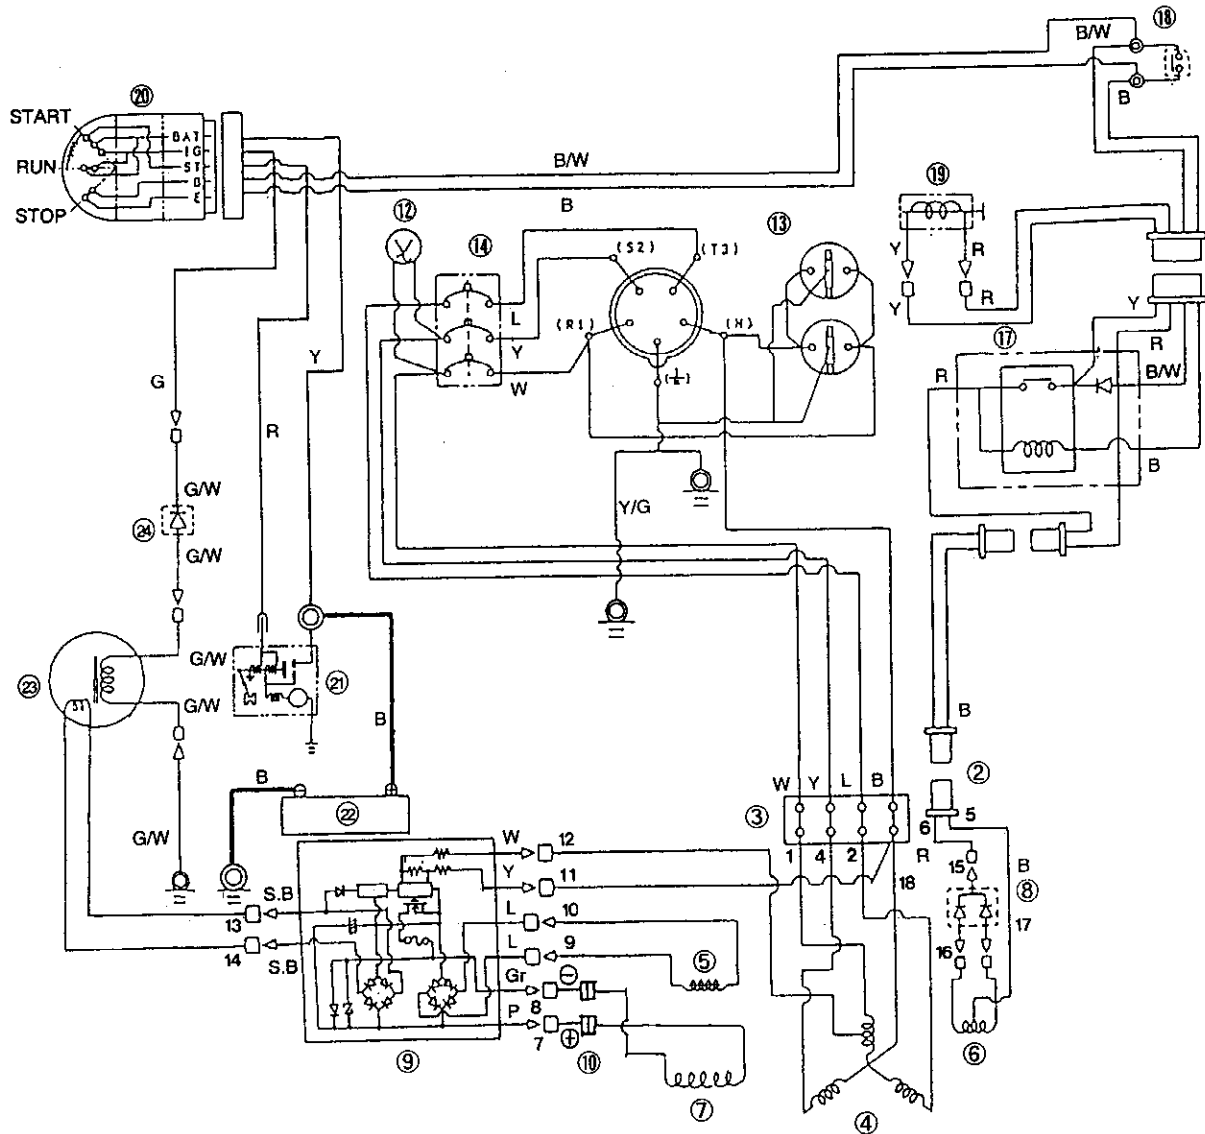 ⑱
B/W
B
⑳
START
RUN
STOP
BAT
IG
ST
B
E
B/W
B
⑲
Y
R
Y
R
⑫
⑭
(S2)
(T3)
⑬
L
Y
W
(R1)
(N)
Y
R
⑰
R
B/W
B
G
Y
R
G/W
㉔
G/W
Y/G
㉓
ST
G/W
G/W
㉑
B
B
㉒
G/W
B
②
5
6
R
B
15
⑧
17
16
⑥
W Y L B
③
1 4 2
18
W
12
Y
11
L
10
L
9
Gr
⊖
8
P
7
⊕
⑩
⑤
⑦
④
⑨
S.B
13
14
S.B